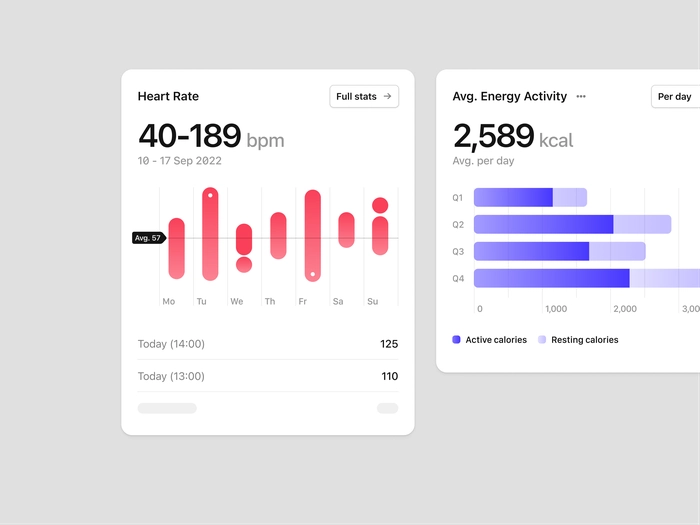 Heart Rate
Full stats
40-189 bpm
10 - 17 Sep 2022
Avg. 57
Mo Tu We Th Fr Sa Su
Today (14:00) 125
Today (13:00) 110
Avg. Energy Activity
Per day
2,589 kcal
Avg. per day
Q1
Q2
Q3
Q4
0 1,000 2,000 3,00
Active calories Resting calories